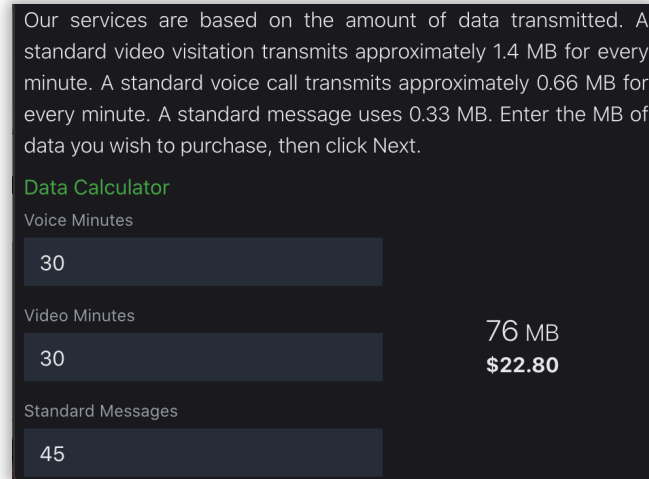 Our services are based on the amount of data transmitted. A
standard video visitation transmits approximately 1.4 MB for every
minute. A standard voice call transmits approximately 0.66 MB for
every minute. A standard message uses 0.33 MB. Enter the MB of
data you wish to purchase, then click Next.
Data Calculator
Voice Minutes
30
Video Minutes
30
76 MB
$22.80
Standard Messages
45